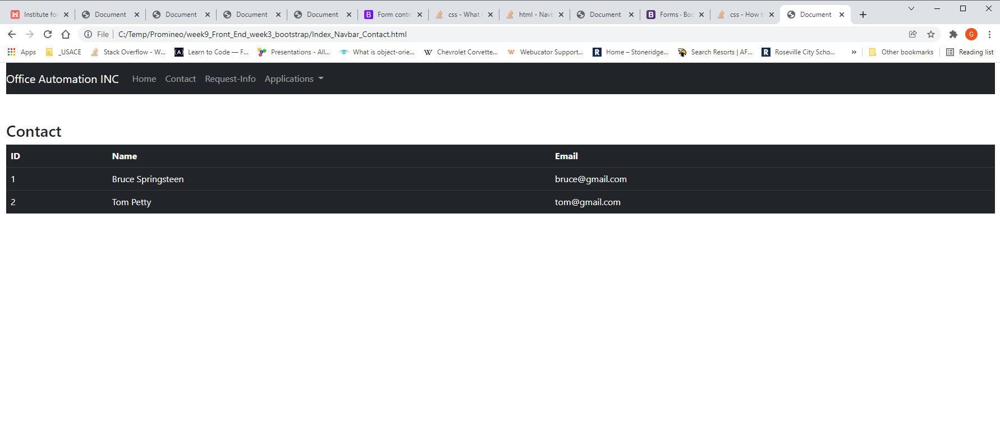 Institute for Document Document Document Document Form contro css - What i html - Navb Document Forms · Boo css - How t Document
File C:/Temp/Promineo/week9_Front_End_week3_bootstrap/Index_Navbar_Contact.html G
Apps _USACE Stack Overflow - W... Learn to Code — F... Presentations - All... What is object-orie... Chevrolet Corvette... Webucator Support... Home – Stoneridge... Search Resorts | AF... Roseville City Scho... » Other bookmarks Reading list
Office Automation INC Home Contact Request-Info Applications
Contact
ID Name Email
1 Bruce Springsteen bruce@gmail.com
2 Tom Petty tom@gmail.com